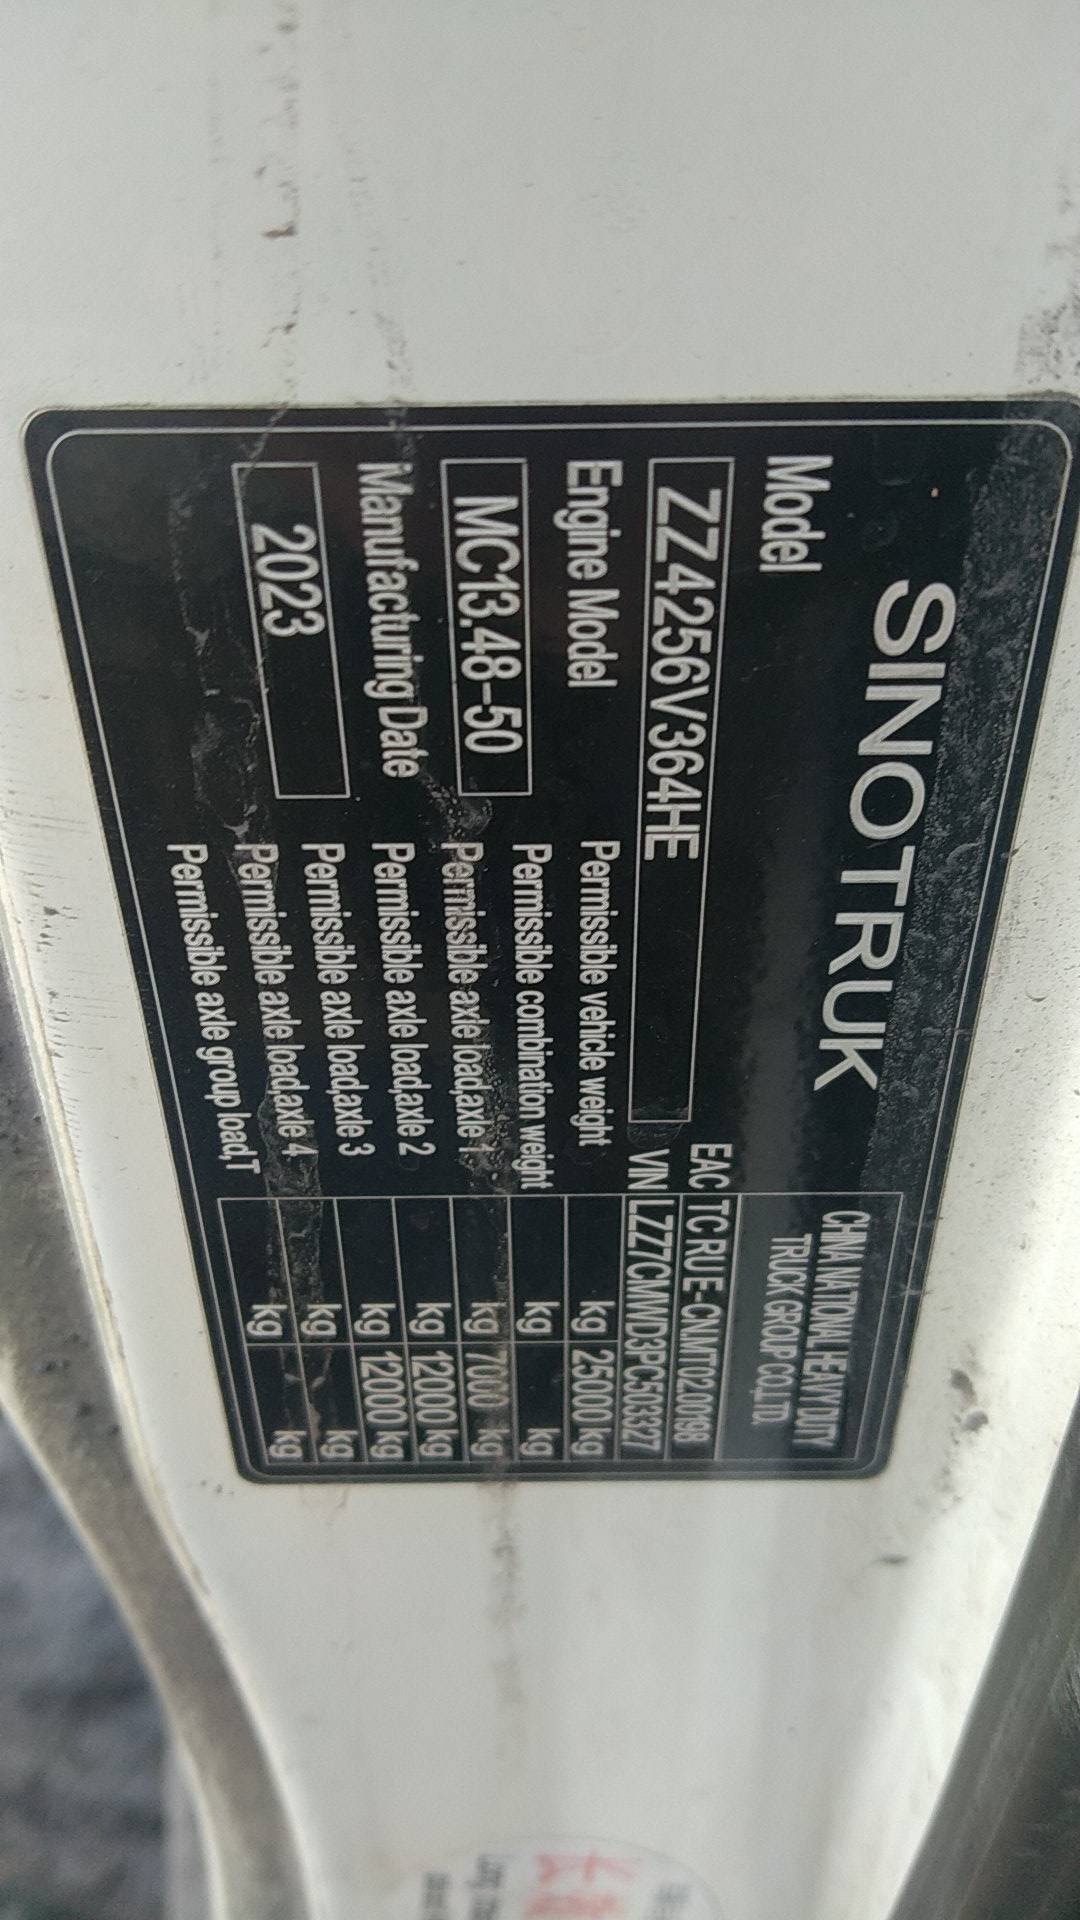 SINOTRUK
CHINA NATIONAL HEAVY DUTY
TRUCK GROUP CO.,LTD.
Model
ZZ4256V364HE
EAC TC RU E-CN.MT02.00198
VIN LZZ7CMWD3PC503327
Engine Model
MC13.48-50
Manufacturing Date
2023
Permissible vehicle weight kg 25000 kg
Permissible combination weight kg kg
Permissible axle load,axle 1 kg 7000 kg
Permissible axle load,axle 2 kg 12000 kg
Permissible axle load,axle 3 kg 12000 kg
Permissible axle load,axle 4 kg kg
Permissible axle group load,T kg kg